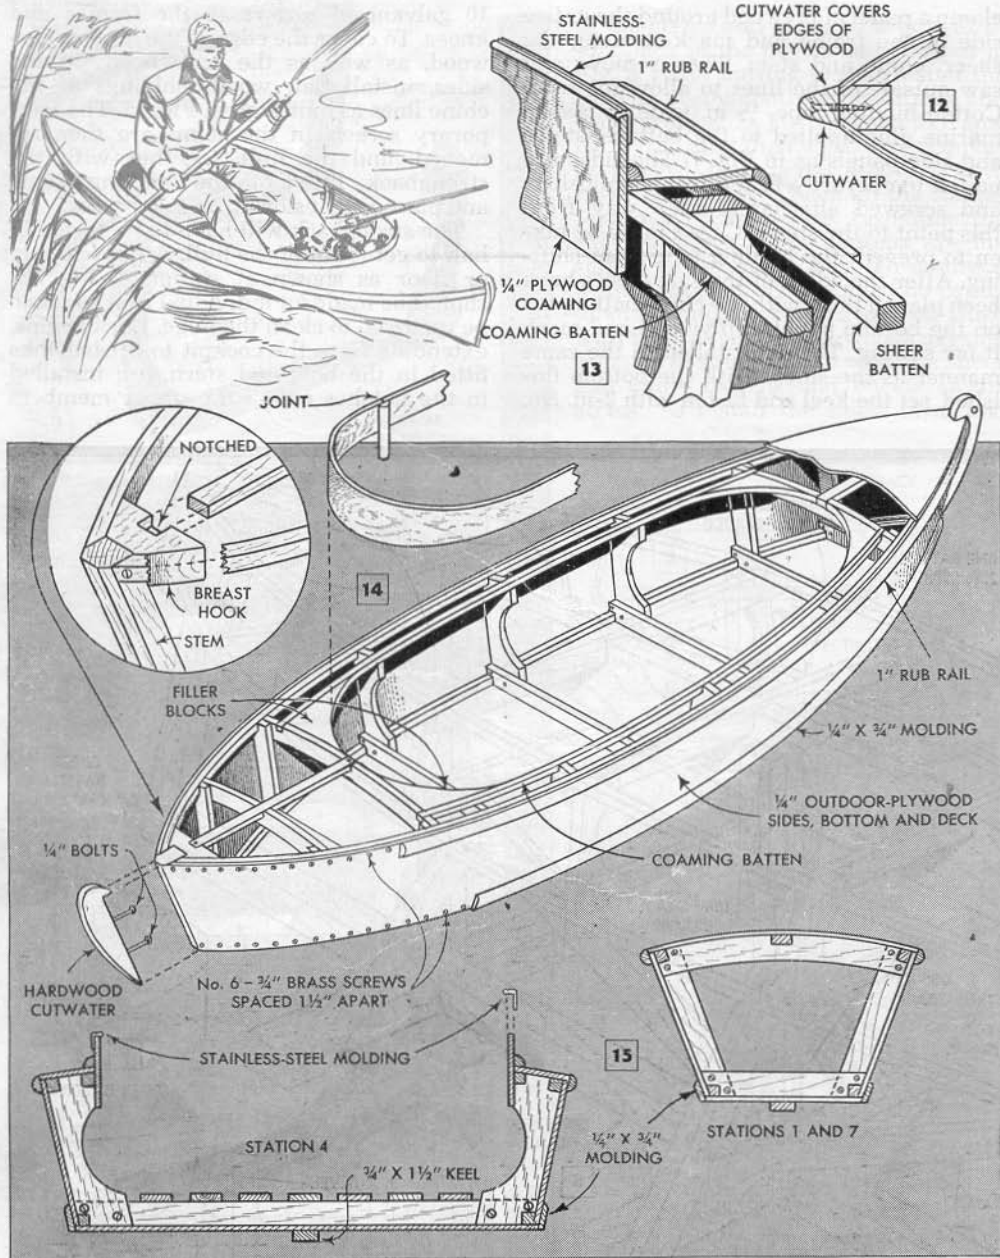 STAINLESS-
STEEL MOLDING
1" RUB RAIL
CUTWATER COVERS
EDGES OF
PLYWOOD
12
CUTWATER
¼" PLYWOOD
COAMING
COAMING BATTEN
SHEER
BATTEN
13
JOINT
NOTCHED
BREAST
HOOK
STEM
14
FILLER
BLOCKS
1" RUB RAIL
¼" X ¾" MOLDING
¼" OUTDOOR-PLYWOOD
SIDES, BOTTOM AND DECK
COAMING BATTEN
¼" BOLTS
HARDWOOD
CUTWATER
No. 6 – ¾" BRASS SCREWS
SPACED 1½" APART
STAINLESS-STEEL MOLDING
15
STATION 4
¾" X 1½" KEEL
¼" X ¾"
MOLDING
STATIONS 1 AND 7